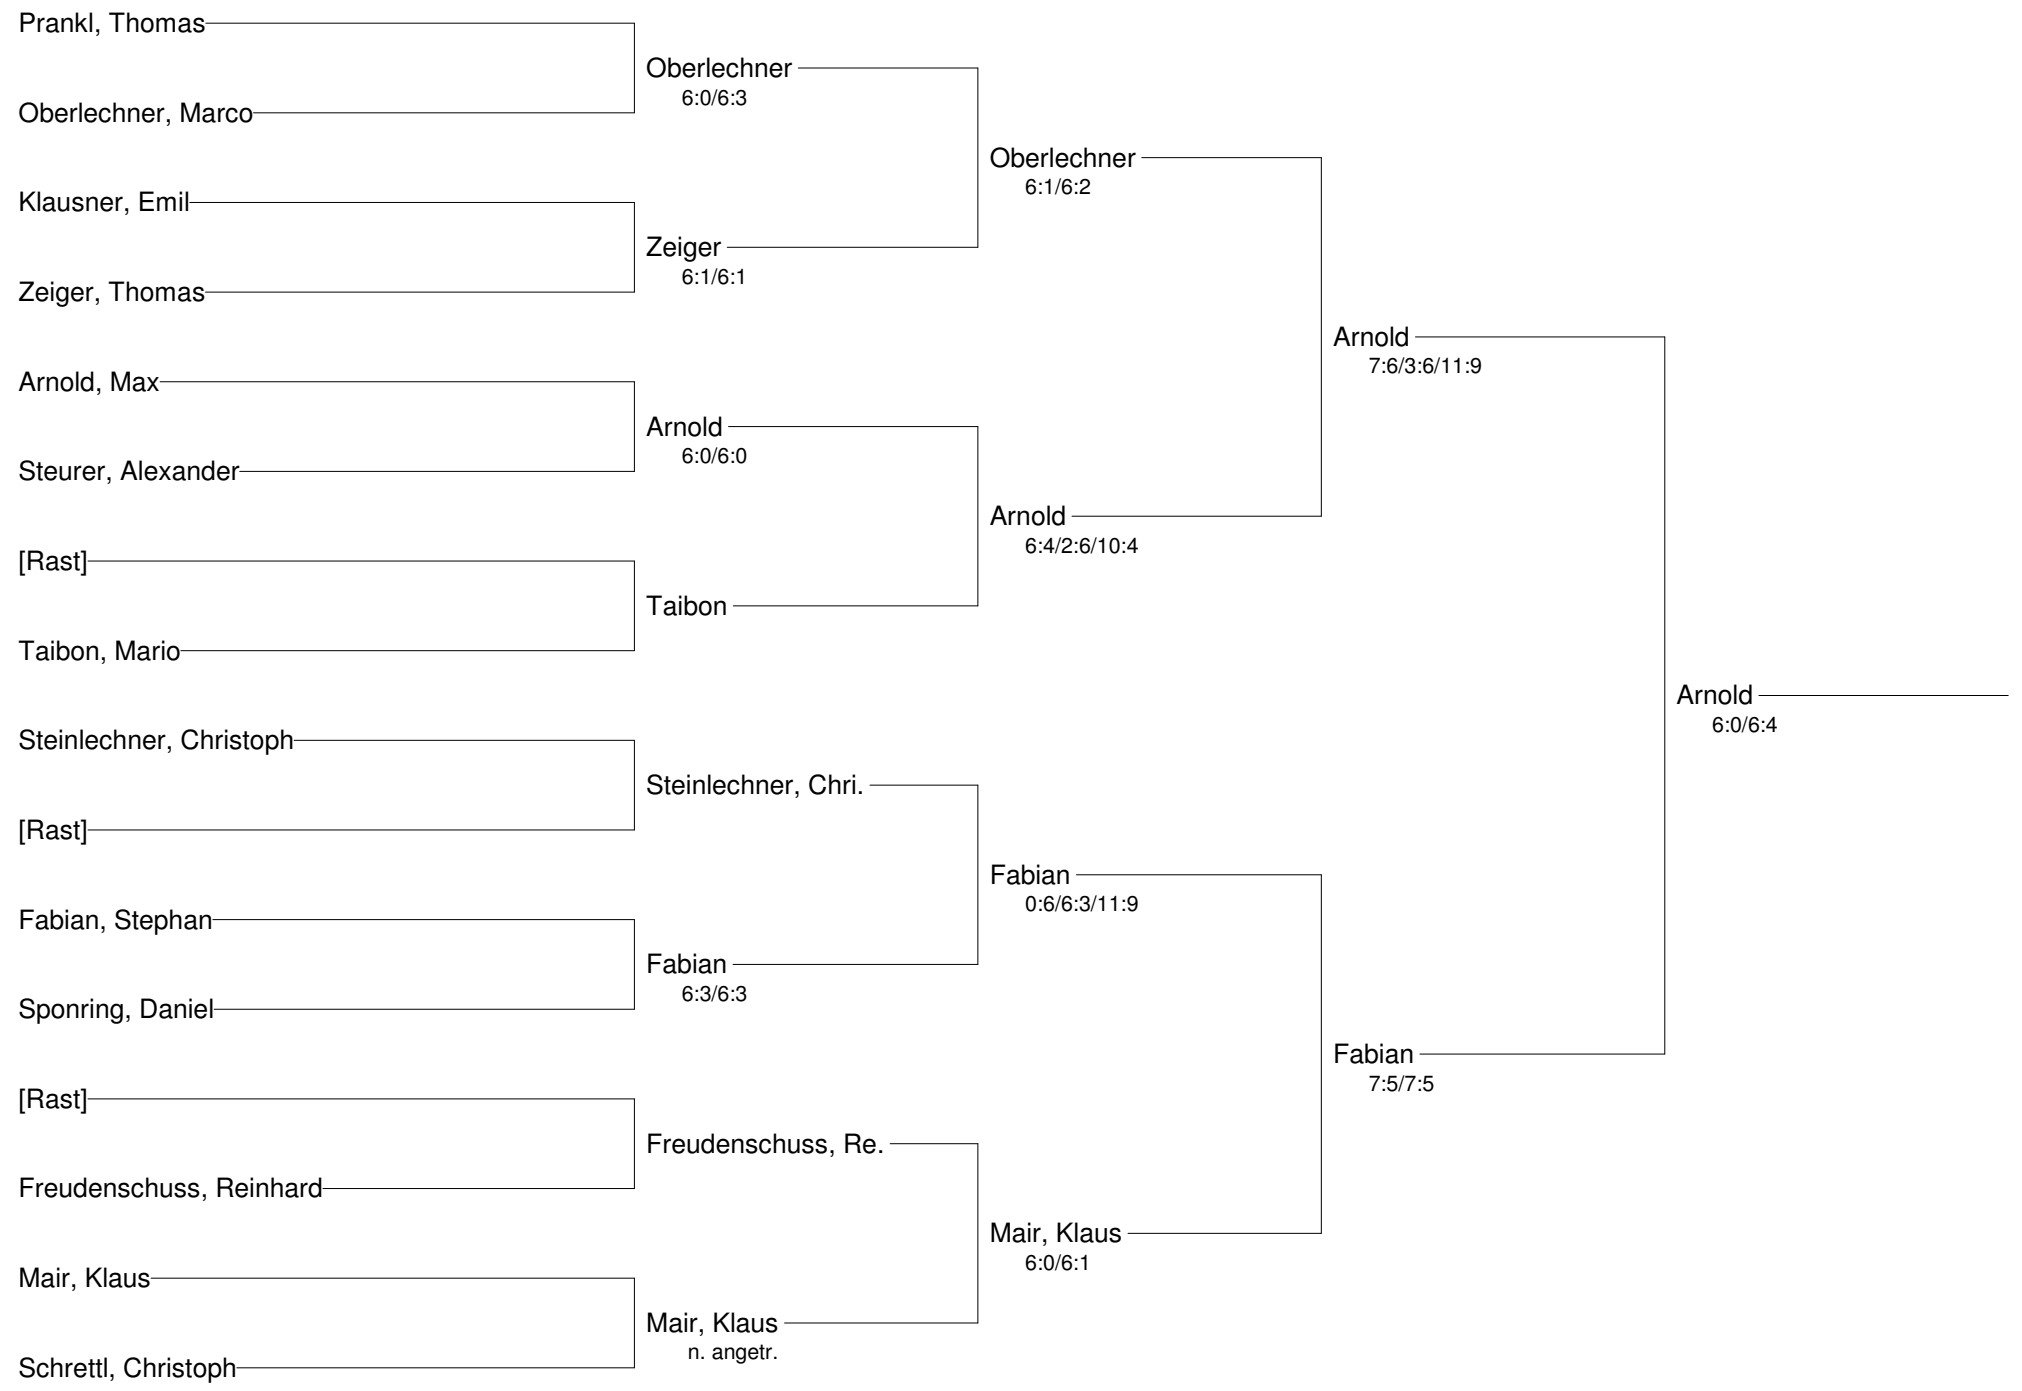 Prankl, Thomas
Oberlechner
6:0/6:3
Oberlechner, Marco
Oberlechner
6:1/6:2
Klausner, Emil
Zeiger
6:1/6:1
Zeiger, Thomas
Arnold
7:6/3:6/11:9
Arnold, Max
Arnold
6:0/6:0
Steurer, Alexander
Arnold
6:4/2:6/10:4
[Rast]
Taibon
Taibon, Mario
Arnold
6:0/6:4
Steinlechner, Christoph
Steinlechner, Chri.
[Rast]
Fabian
0:6/6:3/11:9
Fabian, Stephan
Fabian
6:3/6:3
Sponring, Daniel
Fabian
7:5/7:5
[Rast]
Freudenschuss, Re.
Freudenschuss, Reinhard
Mair, Klaus
6:0/6:1
Mair, Klaus
Mair, Klaus
n. angetr.
Schrettl, Christoph